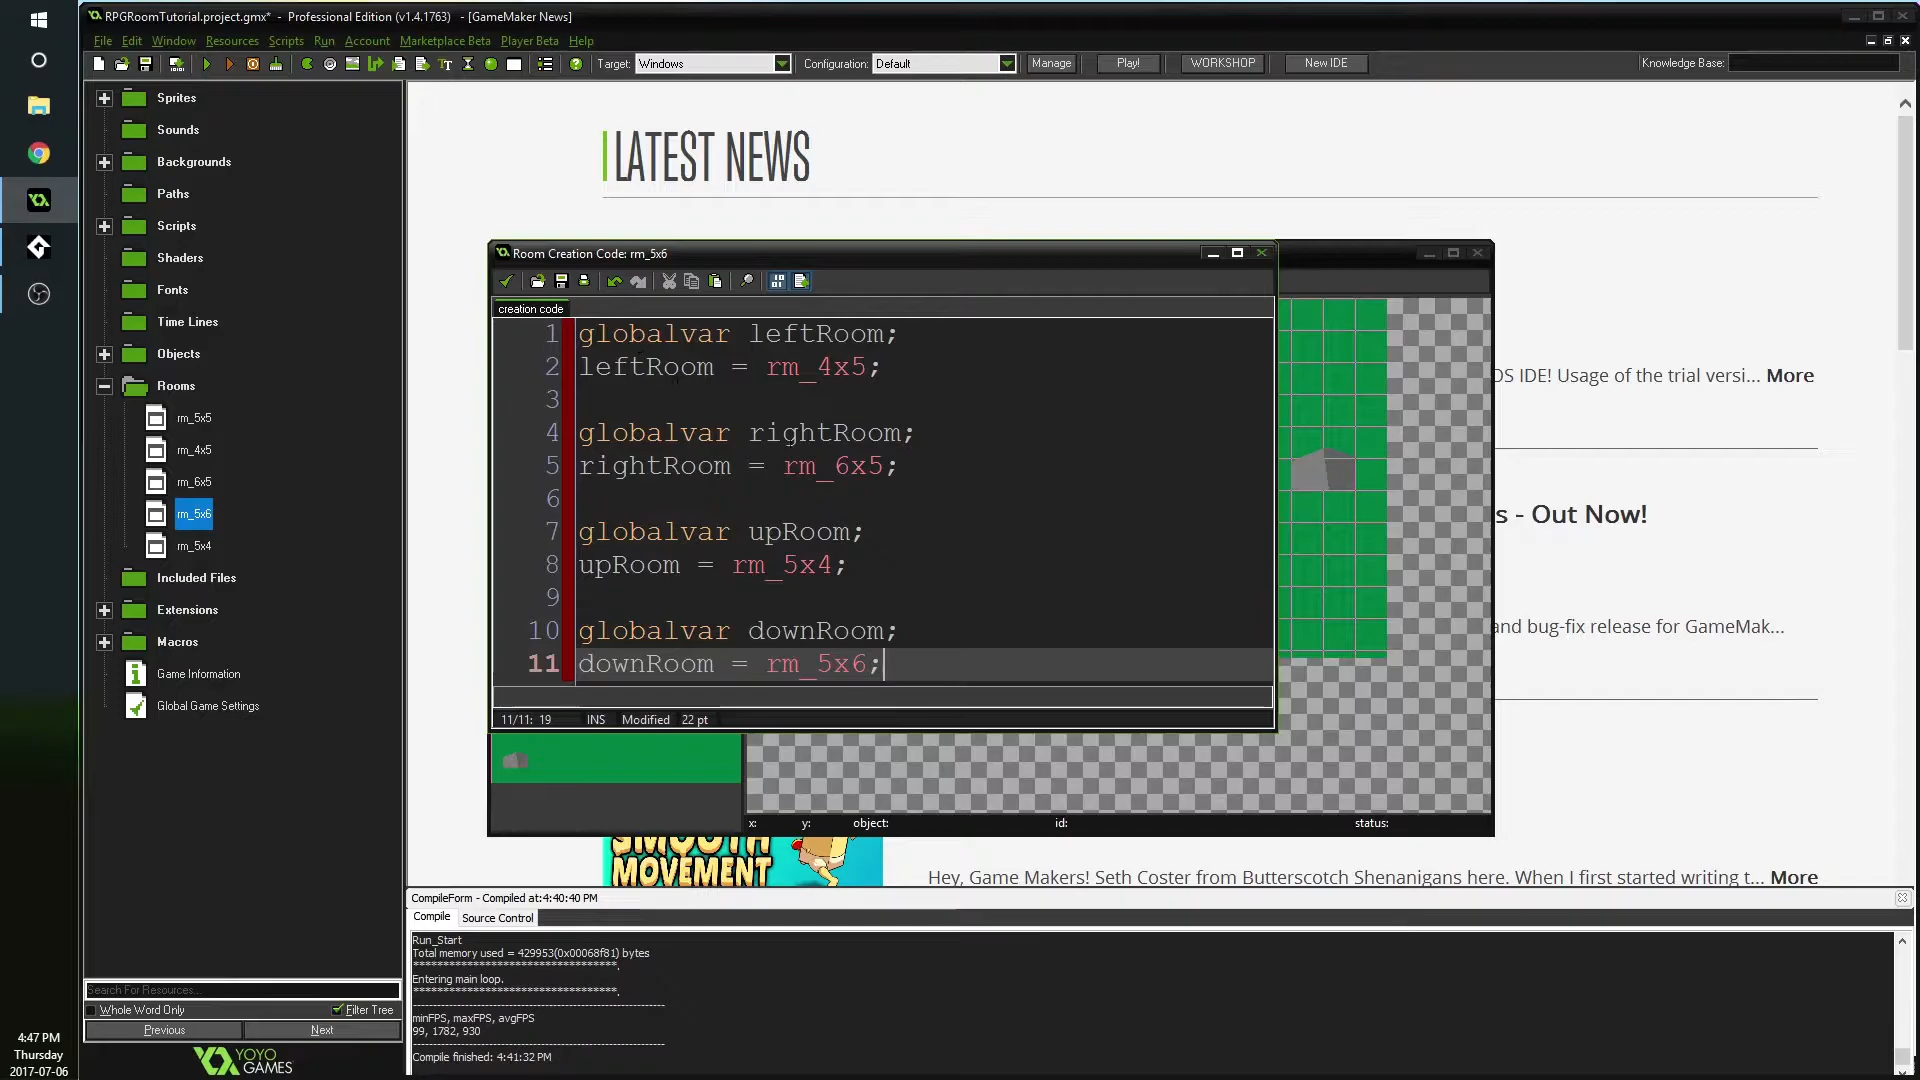 RPGRoomTutorial.project.gmx* - Professional Edition (v1.4.1763) - [GameMaker News]
File Edit Window Resources Scripts Run Account Marketplace Beta Player Beta Help
Target: Windows Configuration: Default Manage Play! WORKSHOP New IDE Knowledge Base:
Sprites
Sounds
Backgrounds
Paths
Scripts
Shaders
Fonts
Time Lines
Objects
Rooms
rm_5x5
rm_4x5
rm_6x5
rm_5x6
rm_5x4
Included Files
Extensions
Macros
Game Information
Global Game Settings
Search For Resources...
Whole Word Only Filter Tree
Previous Next
YOYO
GAMES
4:47 PM
Thursday
2017-07-06
LATEST NEWS
OS IDE! Usage of the trial versi... More
s - Out Now!
and bug-fix release for GameMak...
Room Creation Code: rm_5x6
creation code
1 globalvar leftRoom;
2 leftRoom = rm_4x5;
3
4 globalvar rightRoom;
5 rightRoom = rm_6x5;
6
7 globalvar upRoom;
8 upRoom = rm_5x4;
9
10 globalvar downRoom;
11 downRoom = rm_5x6;
11/11: 19 INS Modified 22 pt
x: y: object: id: status:
SMOOTH
MOVEMENT
Hey, Game Makers! Seth Coster from Butterscotch Shenanigans here. When I first started writing t... More
CompileForm - Compiled at:4:40:40 PM
Compile Source Control
Run_Start
Total memory used = 429953(0x00068f81) bytes
**********************************.
Entering main loop.
**********************************.
----------------------------------------------------------------
minFPS, maxFPS, avgFPS
99, 1782, 930
----------------------------------------------------------------
Compile finished: 4:41:32 PM